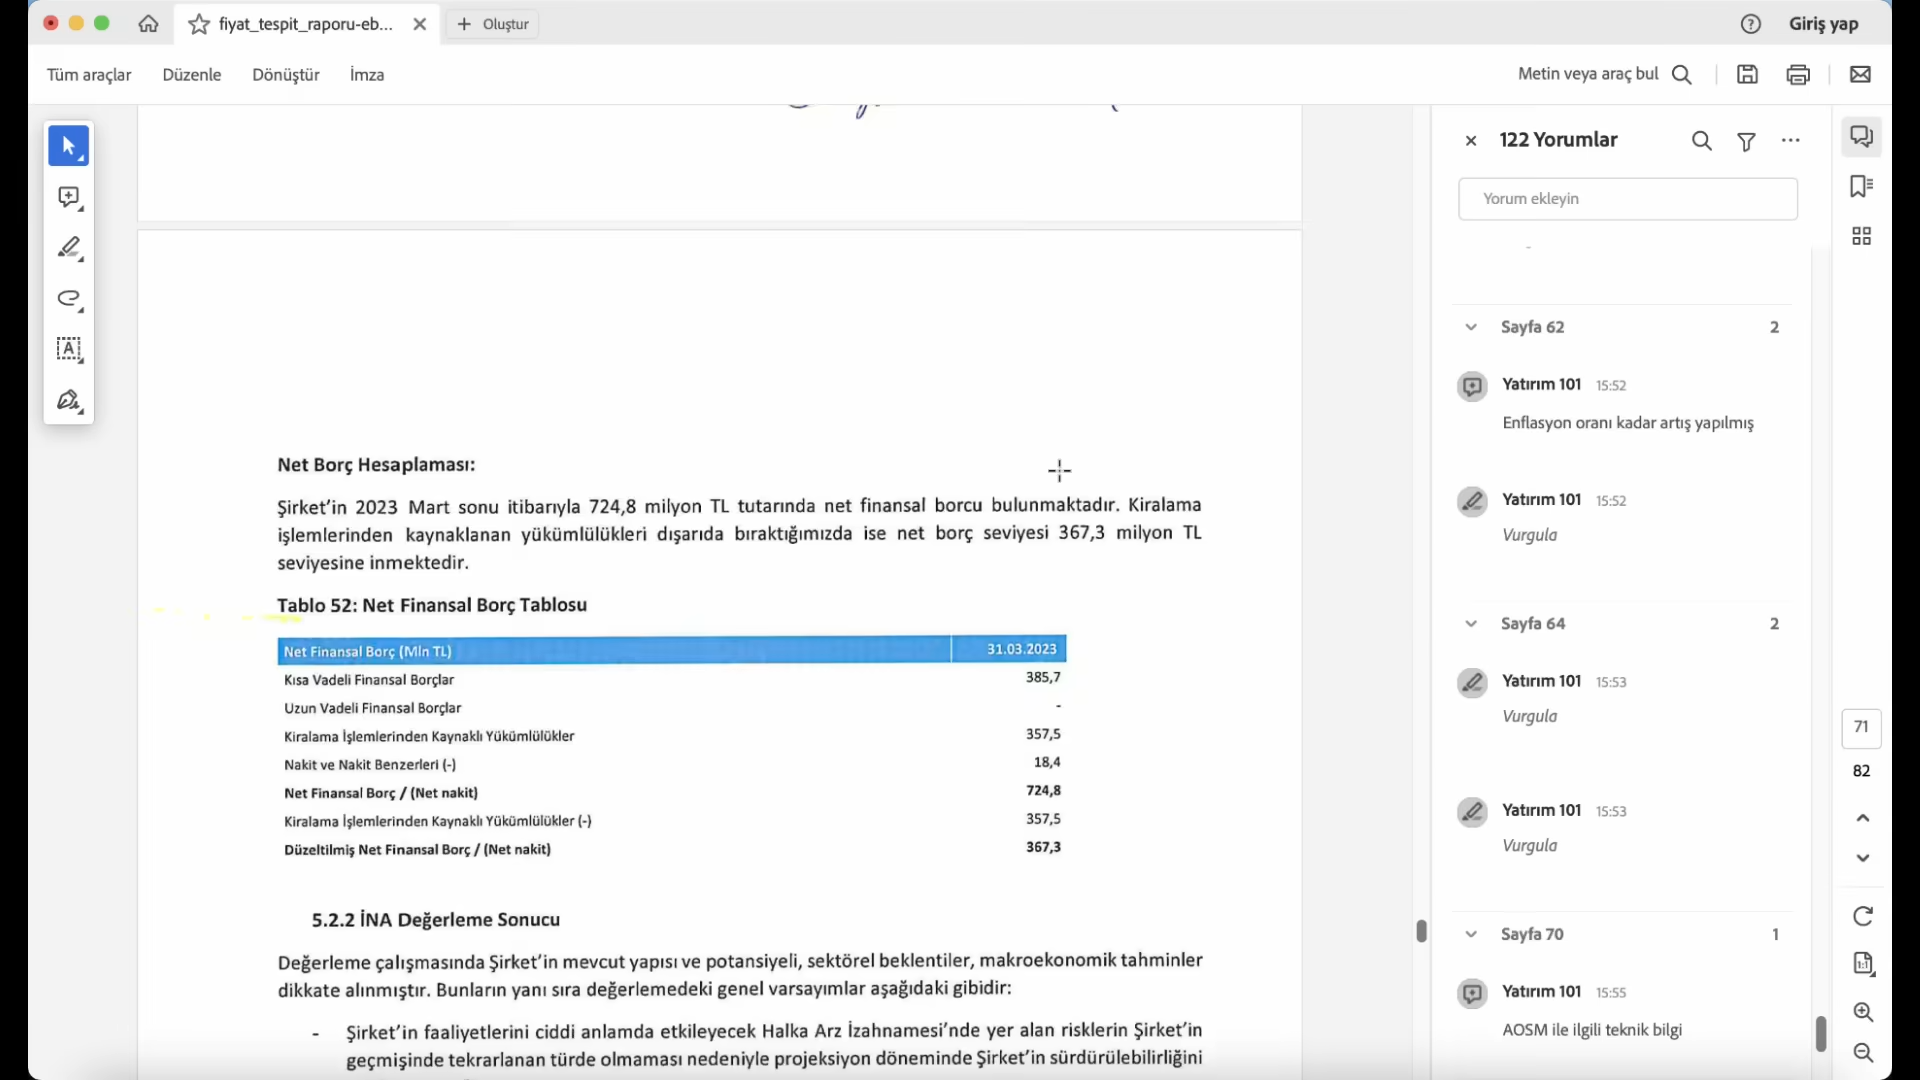 fiyat_tespit_raporu-eb...
Oluştur
Giriş yap
Tüm araçlar
Düzenle
Dönüştür
İmza
Metin veya araç bul
Net Borç Hesaplaması:
Şirket'in 2023 Mart sonu itibarıyla 724,8 milyon TL tutarında net finansal borcu bulunmaktadır. Kiralama
işlemlerinden kaynaklanan yükümlülükleri dışarıda bıraktığımızda ise net borç seviyesi 367,3 milyon TL
seviyesine inmektedir.
Tablo 52: Net Finansal Borç Tablosu
Net Finansal Borç (Mln TL) 31.03.2023
Kısa Vadeli Finansal Borçlar 385,7
Uzun Vadeli Finansal Borçlar -
Kiralama İşlemlerinden Kaynaklı Yükümlülükler 357,5
Nakit ve Nakit Benzerleri (-) 18,4
Net Finansal Borç / (Net nakit) 724,8
Kiralama İşlemlerinden Kaynaklı Yükümlülükler (-) 357,5
Düzeltilmiş Net Finansal Borç / (Net nakit) 367,3
5.2.2 İNA Değerleme Sonucu
Değerleme çalışmasında Şirket'in mevcut yapısı ve potansiyeli, sektörel beklentiler, makroekonomik tahminler
dikkate alınmıştır. Bunların yanı sıra değerlemedeki genel varsayımlar aşağıdaki gibidir:
- Şirket'in faaliyetlerini ciddi anlamda etkileyecek Halka Arz İzahnamesi'nde yer alan risklerin Şirket'in
geçmişinde tekrarlanan türde olmaması nedeniyle projeksiyon döneminde Şirket'in sürdürülebilirliğini
122 Yorumlar
Yorum ekleyin
Sayfa 62 2
Yatırım 101 15:52
Enflasyon oranı kadar artış yapılmış
Yatırım 101 15:52
Vurgula
Sayfa 64 2
Yatırım 101 15:53
Vurgula
Yatırım 101 15:53
Vurgula
Sayfa 70 1
Yatırım 101 15:55
AOSM ile ilgili teknik bilgi
71
82